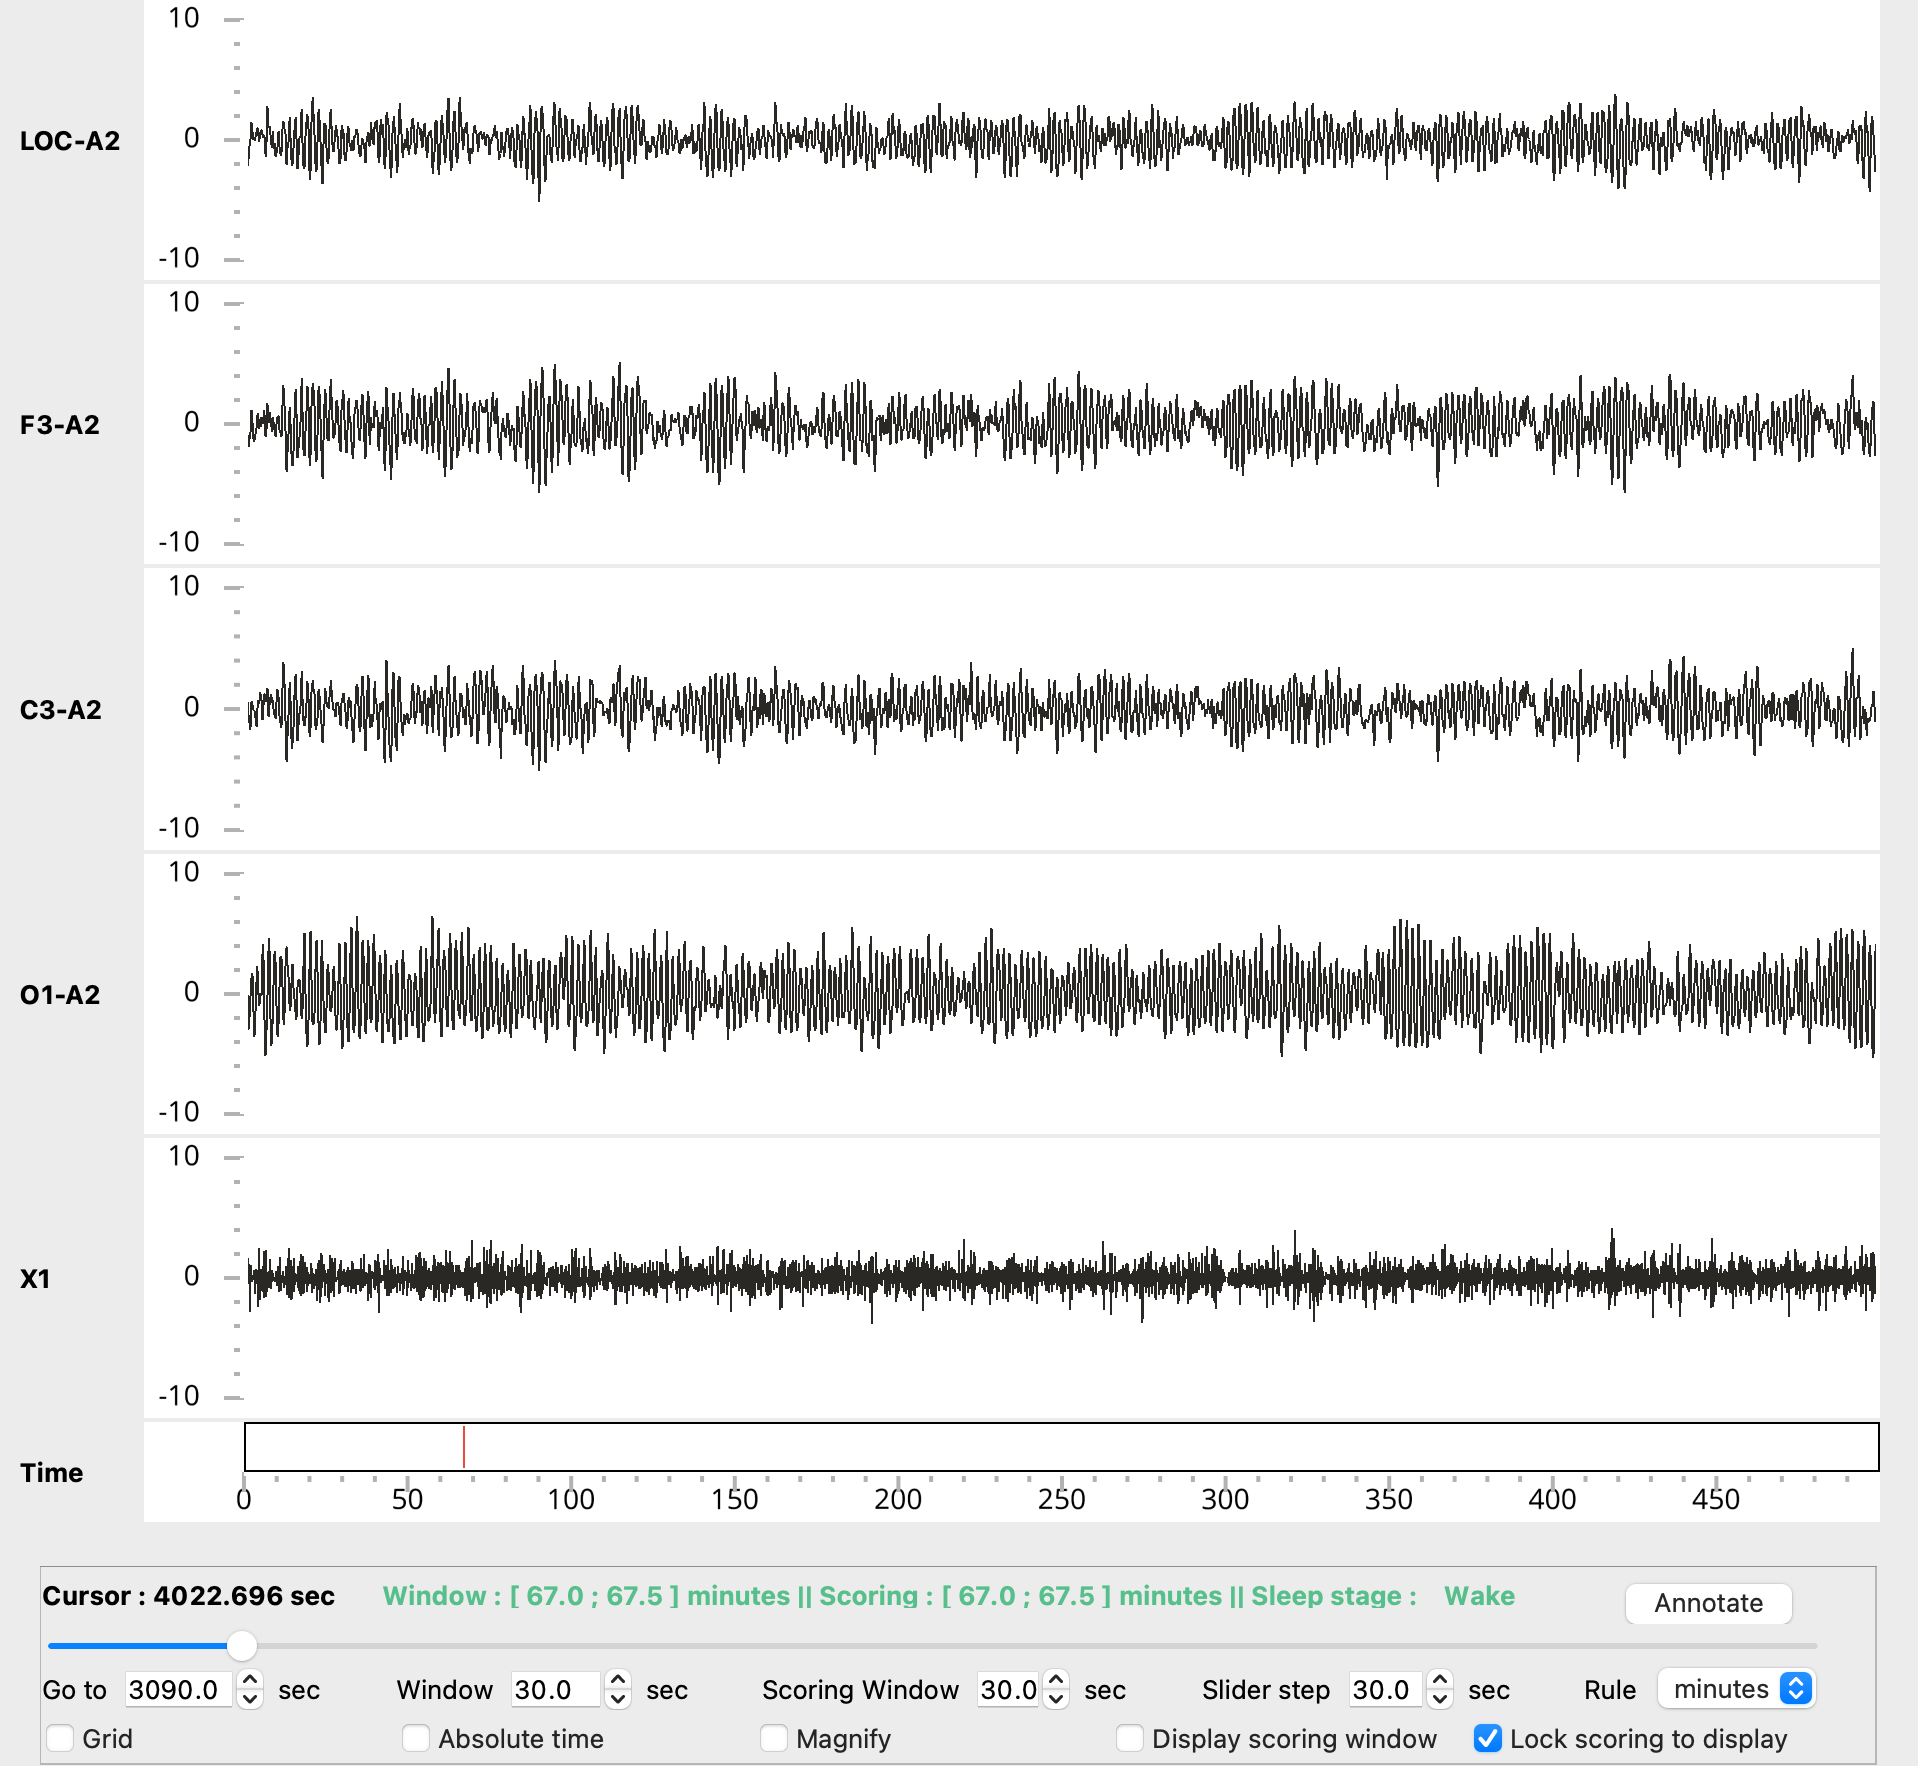 10
LOC-A2 0
-10
10
F3-A2 0
-10
10
C3-A2 0
-10
10
O1-A2 0
-10
10
X1 0
-10
Time
0 50 100 150 200 250 300 350 400 450
Cursor : 4022.696 sec Window : [ 67.0 ; 67.5 ] minutes || Scoring : [ 67.0 ; 67.5 ] minutes || Sleep stage : Wake Annotate
Go to 3090.0 sec Window 30.0 sec Scoring Window 30.0 sec Slider step 30.0 sec Rule minutes
Grid Absolute time Magnify Display scoring window Lock scoring to display